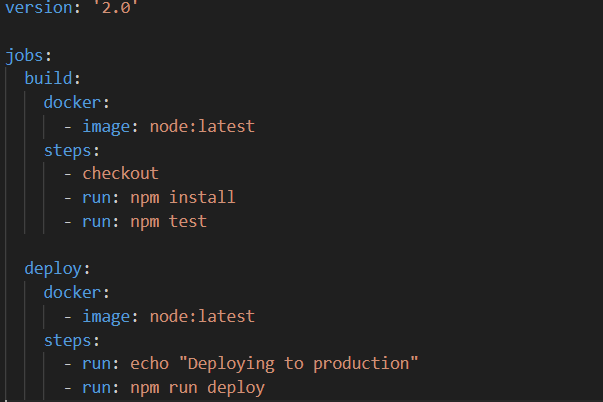 version: '2.0'
jobs:
  build:
    docker:
      - image: node:latest
    steps:
      - checkout
      - run: npm install
      - run: npm test
  deploy:
    docker:
      - image: node:latest
    steps:
      - run: echo "Deploying to production"
      - run: npm run deploy